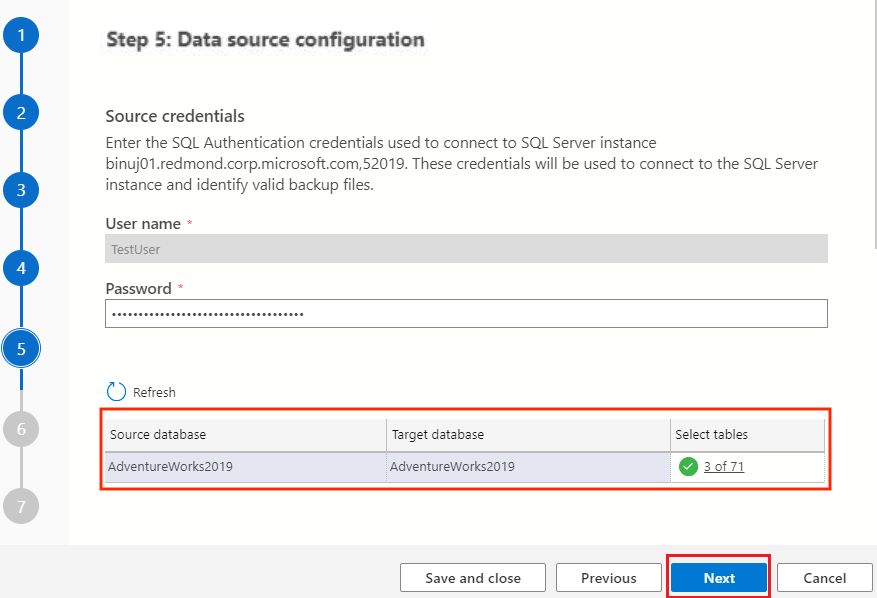 1
Step 5: Data source configuration
2
Source credentials
Enter the SQL Authentication credentials used to connect to SQL Server instance
binuj01.redmond.corp.microsoft.com,52019. These credentials will be used to connect to the SQL Server
instance and identify valid backup files.
3
User name *
TestUser
4
Password *
••••••••••••••••••••••••••••••••••••
5
Refresh
6
Source database Target database Select tables
AdventureWorks2019 AdventureWorks2019 3 of 71
7
Save and close Previous Next Cancel